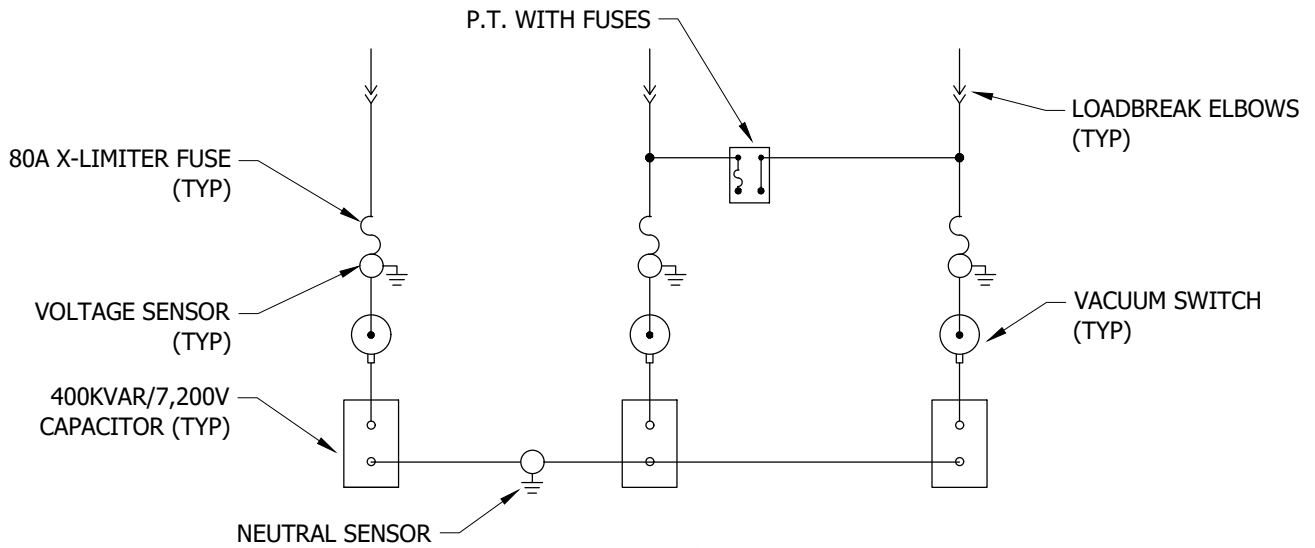 P.T. WITH FUSES
LOADBREAK ELBOWS
(TYP)
80A X-LIMITER FUSE
(TYP)
VOLTAGE SENSOR
(TYP)
VACUUM SWITCH
(TYP)
400KVAR/7,200V
CAPACITOR (TYP)
NEUTRAL SENSOR